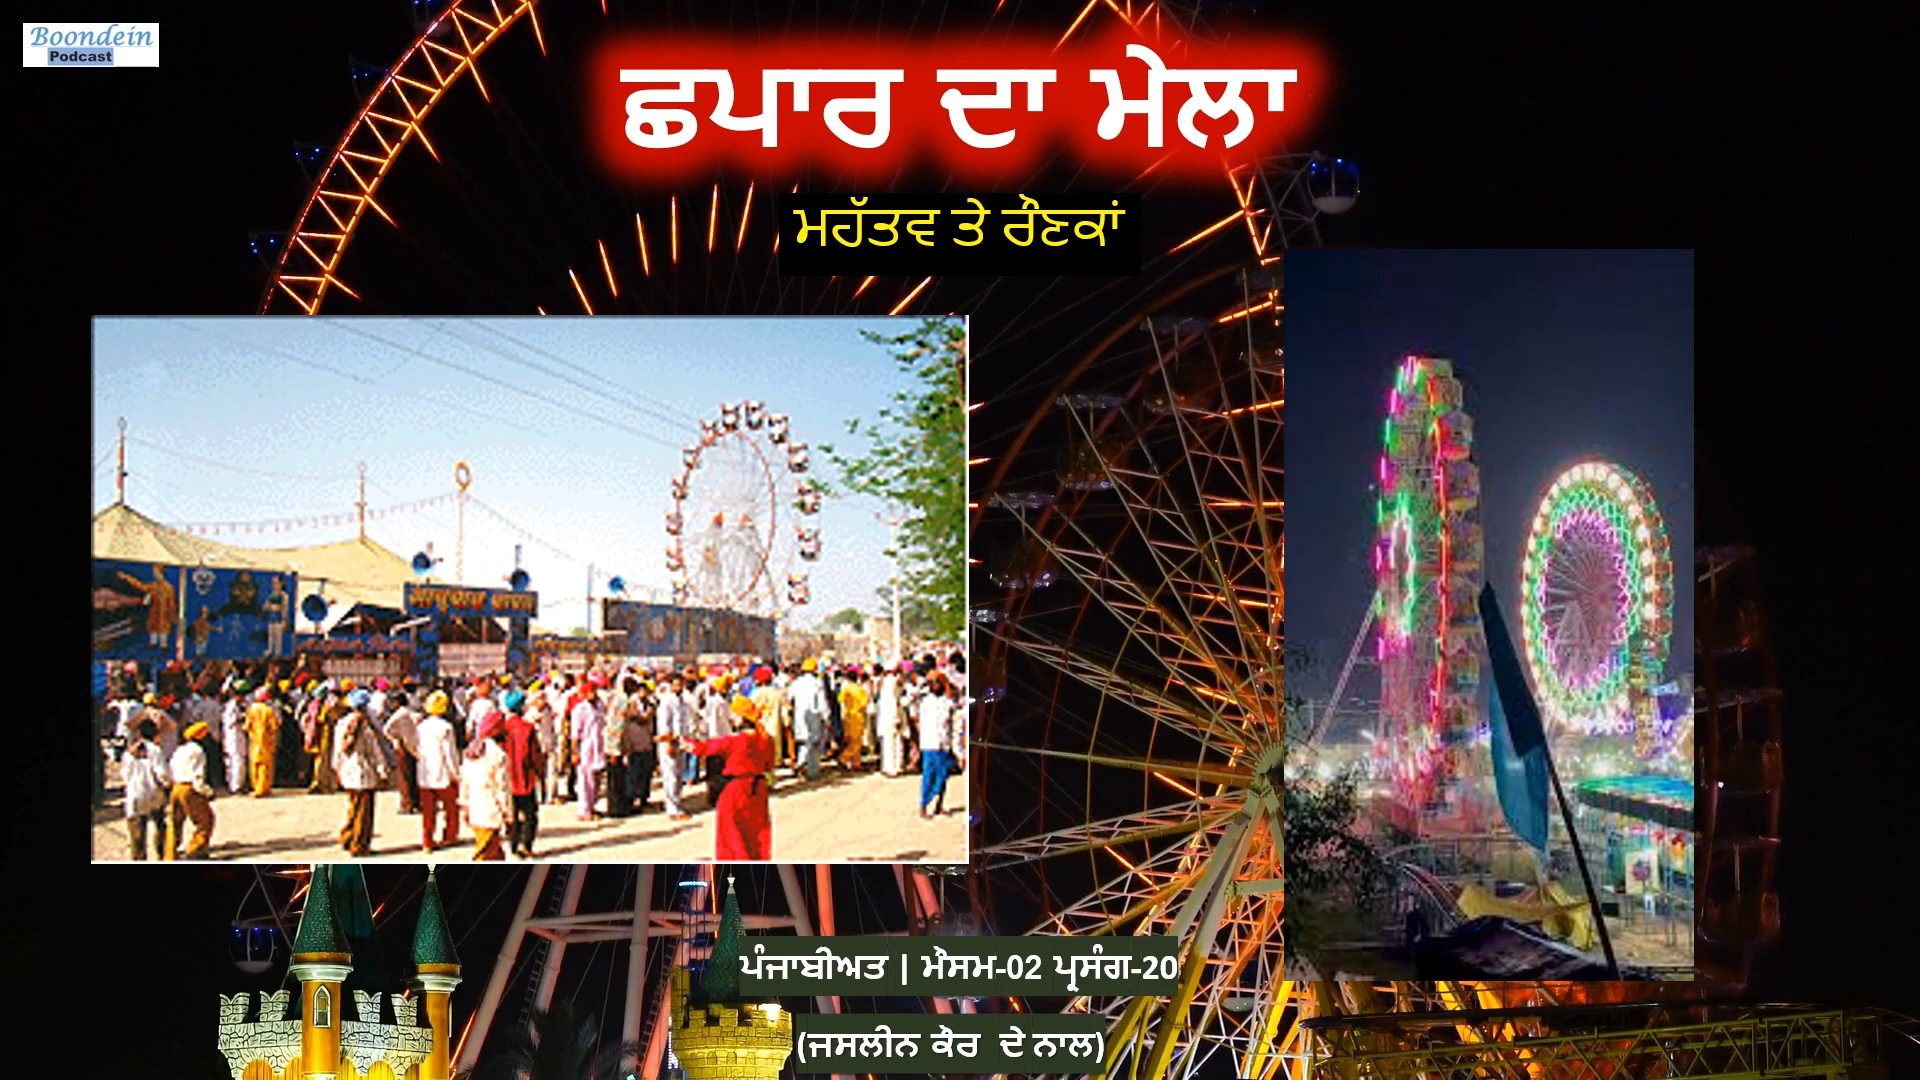 Boondein
Podcast
ਛਪਾਰ ਦਾ ਮੇਲਾ
ਮਹੱਤਵ ਤੇ ਰੌਣਕਾਂ
ਪੰਜਾਬੀਅਤ | ਮੌਸਮ-02 ਪ੍ਰਸੰਗ-20
(ਜਸਲੀਨ ਕੌਰ ਦੇ ਨਾਲ)